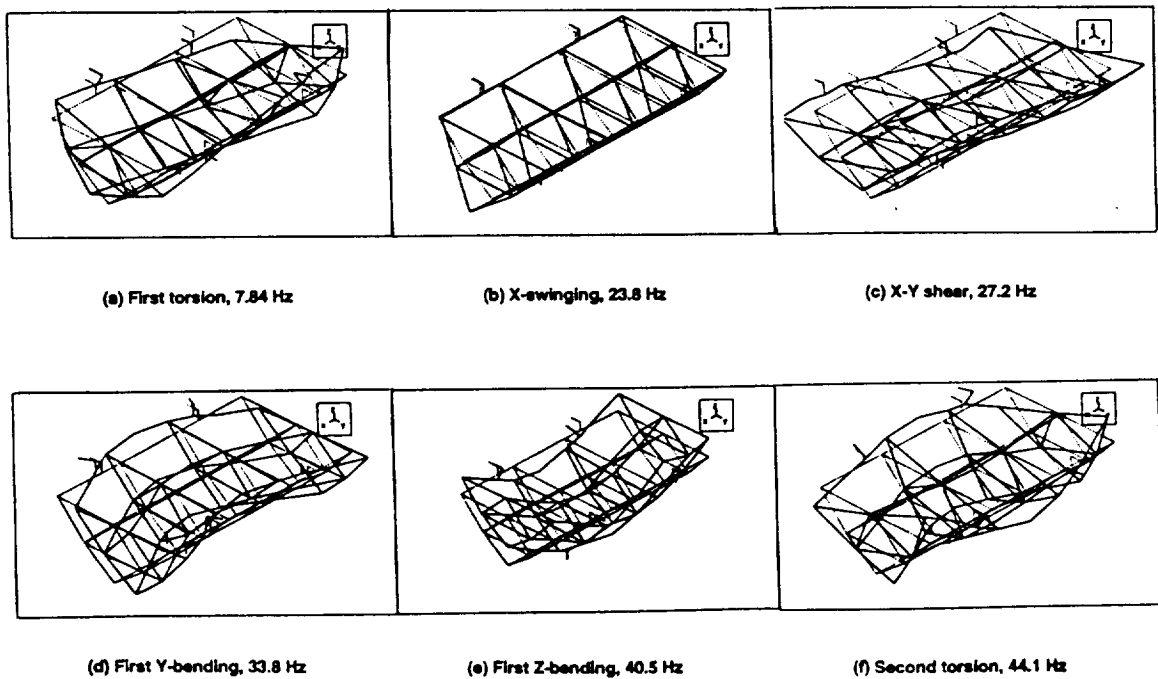 (a) First torsion, 7.84 Hz
(b) X-swinging, 23.8 Hz
(c) X-Y shear, 27.2 Hz
(d) First Y-bending, 33.8 Hz
(e) First Z-bending, 40.5 Hz
(f) Second torsion, 44.1 Hz